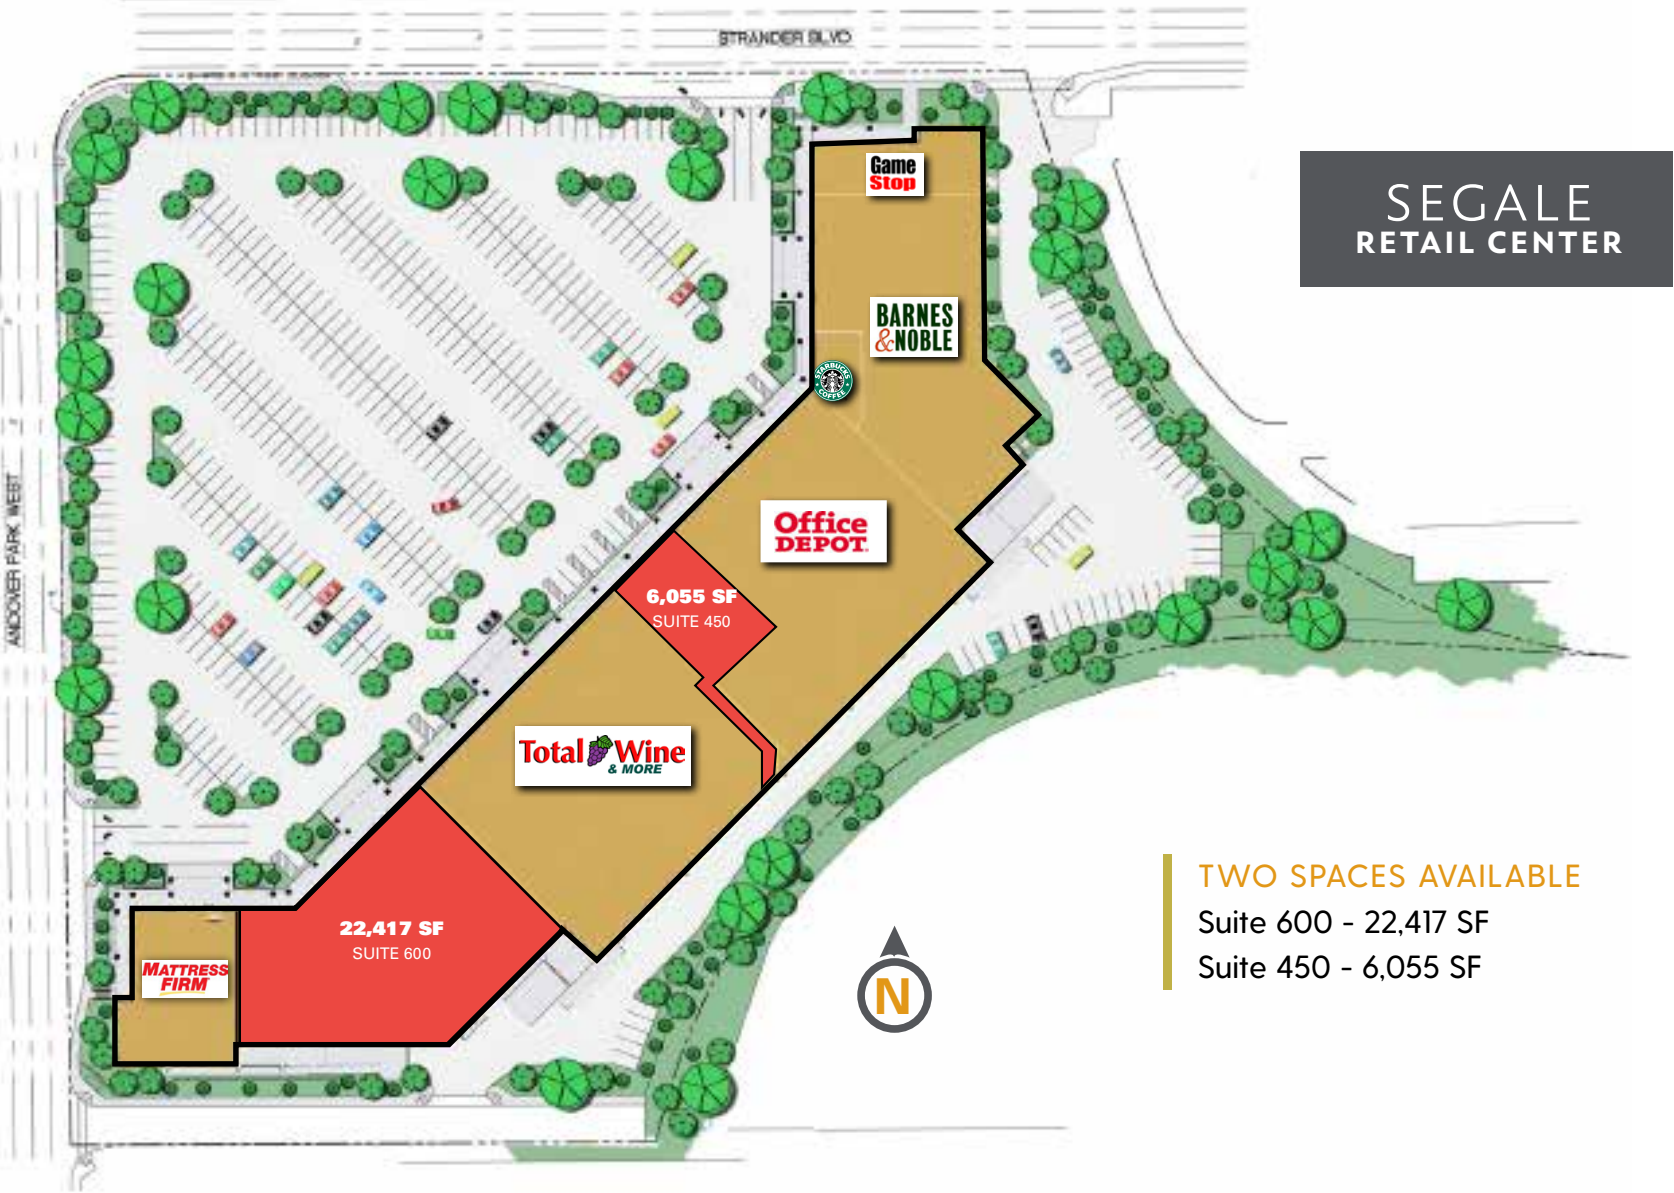 STRANDER BLVD
Game
Stop
SEGALE
RETAIL CENTER
BARNES
&NOBLE
STARBUCKS
COFFEE
ANDOVER PARK WEST
Office
DEPOT
6,055 SF
SUITE 450
Total Wine
& MORE
TWO SPACES AVAILABLE
Suite 600 - 22,417 SF
Suite 450 - 6,055 SF
22,417 SF
SUITE 600
MATTRESS
FIRM
N